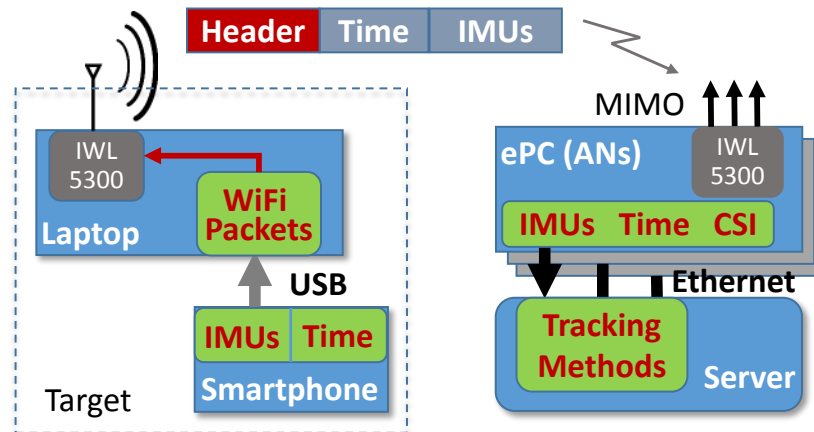 Header Time IMUs
MIMO
IWL
5300
Laptop
WiFi
Packets
USB
IMUs Time
Smartphone
Target
ePC (ANs)
IWL
5300
IMUs Time CSI
Ethernet
Tracking
Methods
Server